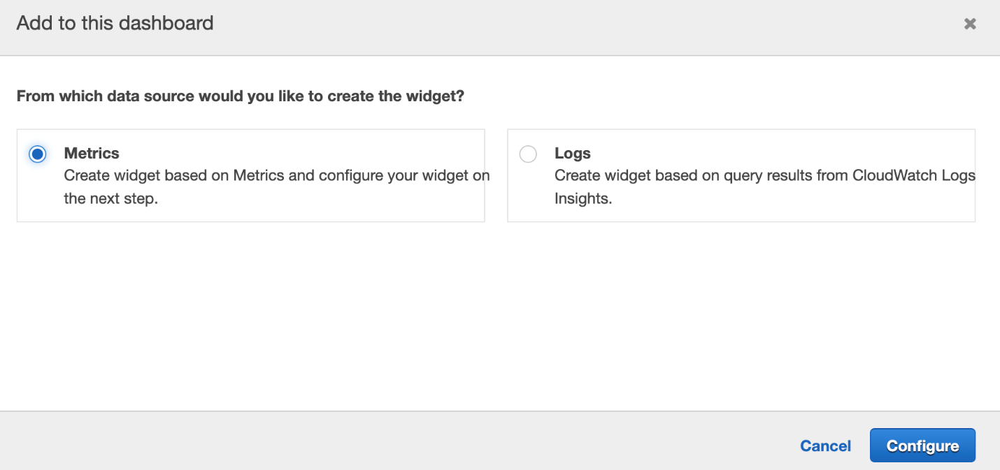 Add to this dashboard
From which data source would you like to create the widget?
Metrics
Create widget based on Metrics and configure your widget on
the next step.
Logs
Create widget based on query results from CloudWatch Logs
Insights.
Cancel
Configure